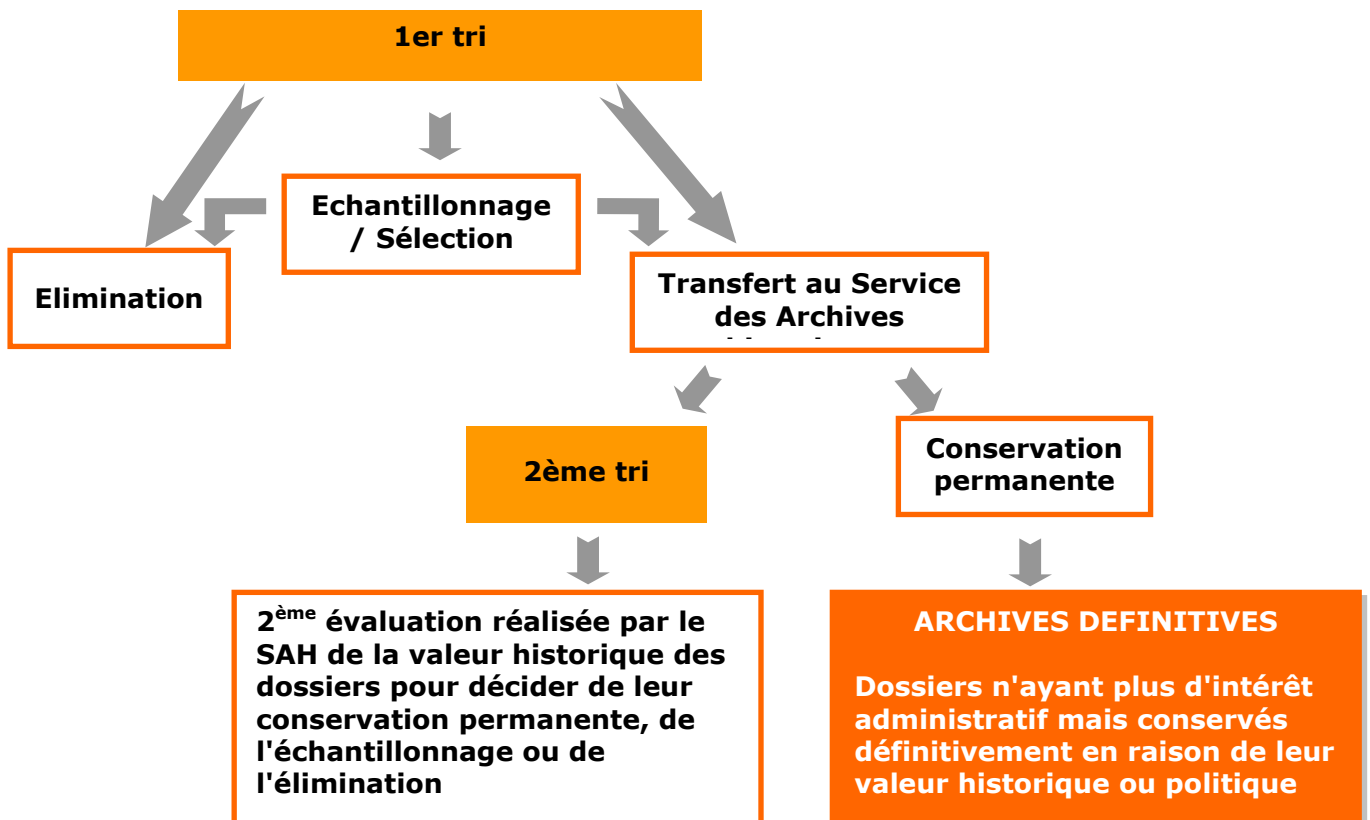 1er tri
Echantillonnage
/ Sélection
Elimination
Transfert au Service
des Archives
2ème tri
Conservation
permanente
2ème évaluation réalisée par le
SAH de la valeur historique des
dossiers pour décider de leur
conservation permanente, de
l'échantillonnage ou de
l'élimination
ARCHIVES DEFINITIVES
Dossiers n'ayant plus d'intérêt
administratif mais conservés
définitivement en raison de leur
valeur historique ou politique